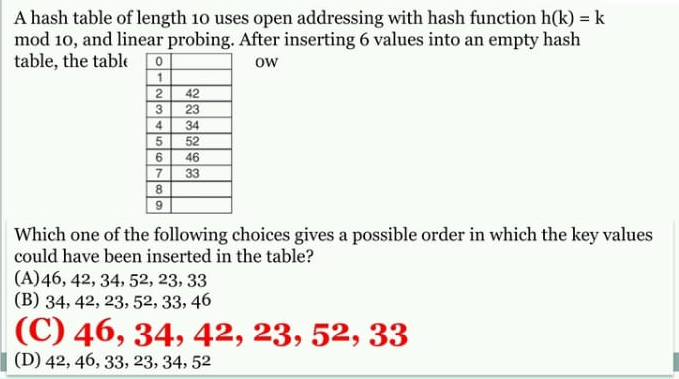 A hash table of length 10 uses open addressing with hash function h(k) = k
mod 10, and linear probing. After inserting 6 values into an empty hash
table, the table ow
0
1
2 42
3 23
4 34
5 52
6 46
7 33
8
9
Which one of the following choices gives a possible order in which the key values
could have been inserted in the table?
(A)46, 42, 34, 52, 23, 33
(B) 34, 42, 23, 52, 33, 46
(C) 46, 34, 42, 23, 52, 33
(D) 42, 46, 33, 23, 34, 52